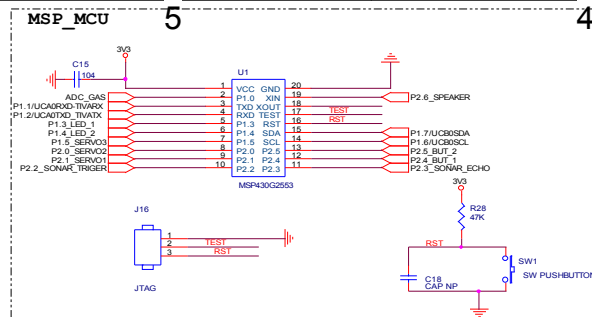 MSP_MCU 5 4
3V3
C15
104
U1
ADC_GAS 2 P1.0 XIN 19 P2.6_SPEAKER
1 VCC GND 20
P1.1/UCA0RXD-TIVARX 3 TXD XOUT 18
P1.2/UCA0TXD_TIVATX 4 RXD TEST 17 TEST
P1.3_LED_1 5 P1.3 RST 16 RST
P1.4_LED_2 6 P1.4 SDA 15 P1.7/UCB0SDA
P1.5_SERVO3 7 P1.5 SCL 14 P1.6/UCB0SCL
P2.0_SERVO2 8 P2.0 P2.5 13 P2.5_BUT_2
P2.1_SERVO1 9 P2.1 P2.4 12 P2.4_BUT_1
P2.2_SONAR_TRIGER 10 P2.2 P2.3 11 P2.3_SONAR_ECHO
MSP430G2553
3V3
R28
47K
J16
1
2 TEST
3 RST
JTAG
RST
SW1
SW PUSHBUTTON
C18
CAP NP